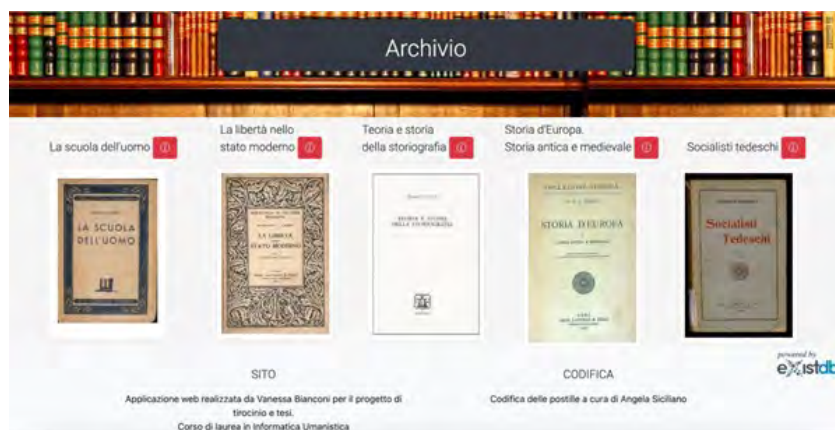 Archivio
La scuola dell'uomo
La libertà nello
stato moderno
Teoria e storia
della storiografia
Storia d'Europa.
Storia antica e medievale
Socialisti tedeschi
LA SCUOLA
DELL'UOMO
LA LIBERTÀ
STATO MODERNO
TEORIA E STORIA
DELLA STORIOGRAFIA
STORIA D'EUROPA
Socialisti
Tedeschi
BARI
powered by
eXistdb
SITO
Applicazione web realizzata da Vanessa Bianconi per il progetto di
tirocinio e tesi.
Corso di laurea in Informatica Umanistica
CODIFICA
Codifica delle postille a cura di Angela Siciliano